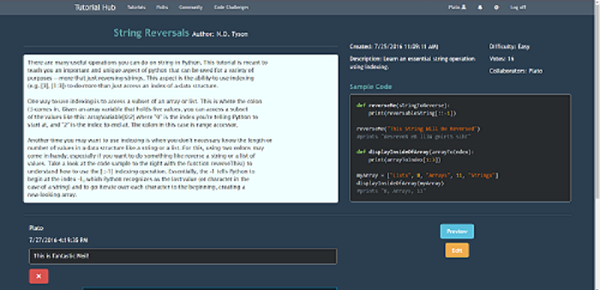 Tutorial Hub Tutorials Paths Community Code Challenges Plato Log off
String Reversals Author: N.D. Tyson
There are many useful operations you can do on string in Python. This tutorial is meant to
teach you an important and unique aspect of python that can be used for a variety of
purposes - more that just reversing strings. This aspect is the ability to use indexing
(e.g. [3], [1:3]) to do more than just access an index of a data structure.
One way to use indexing is to access a subset of an array or list. This is where the colon
(:) comes in. Given an array variable that holds five values, you can access a subset
of the values like this: arrayVariable[0:2] where "0" is the index you're telling Python to
start at, and "2" is the index to end at. The colon in this case is range accessor.
Another time you may want to use indexing is when you don't necessary know the length or
number of values in a data structure like a string or a list. For this, using two colons may
come in handy, especially if you want to do something like reverse a string or a list of
values. Take a look at the code sample to the right with the function reverseThis() to
understand how to use the [::-1] indexing operation. Essentially, the -1 tells Python to
begin at the index -1, which Python recognizes as the last value (or character in the
case of a string) and to go iterate over each character to the beginning, creating a
new string/array.
Created: 7/25/2016 11:09:11 AM
Difficulty: Easy
Description: Learn an essential string operation
using indexing.
Votes: 16
Collaborators: Plato
Sample Code
def reverseMe(stringToReverse):
print(reversableString[::-1])
reverseMe("This String Will Be Reversed")
def displayInsideOfArray(arrayToIndex):
print(arrayToIndex[1:3])
myArray = ["Lists", 0, "Arrays", 11, "Strings"]
displayInsideOfArray(myArray)
#prints "0, Arrays, 11"
Plato
7/27/2016 4:19:35 PM
This is fantastic Neil!
Preview
Edit